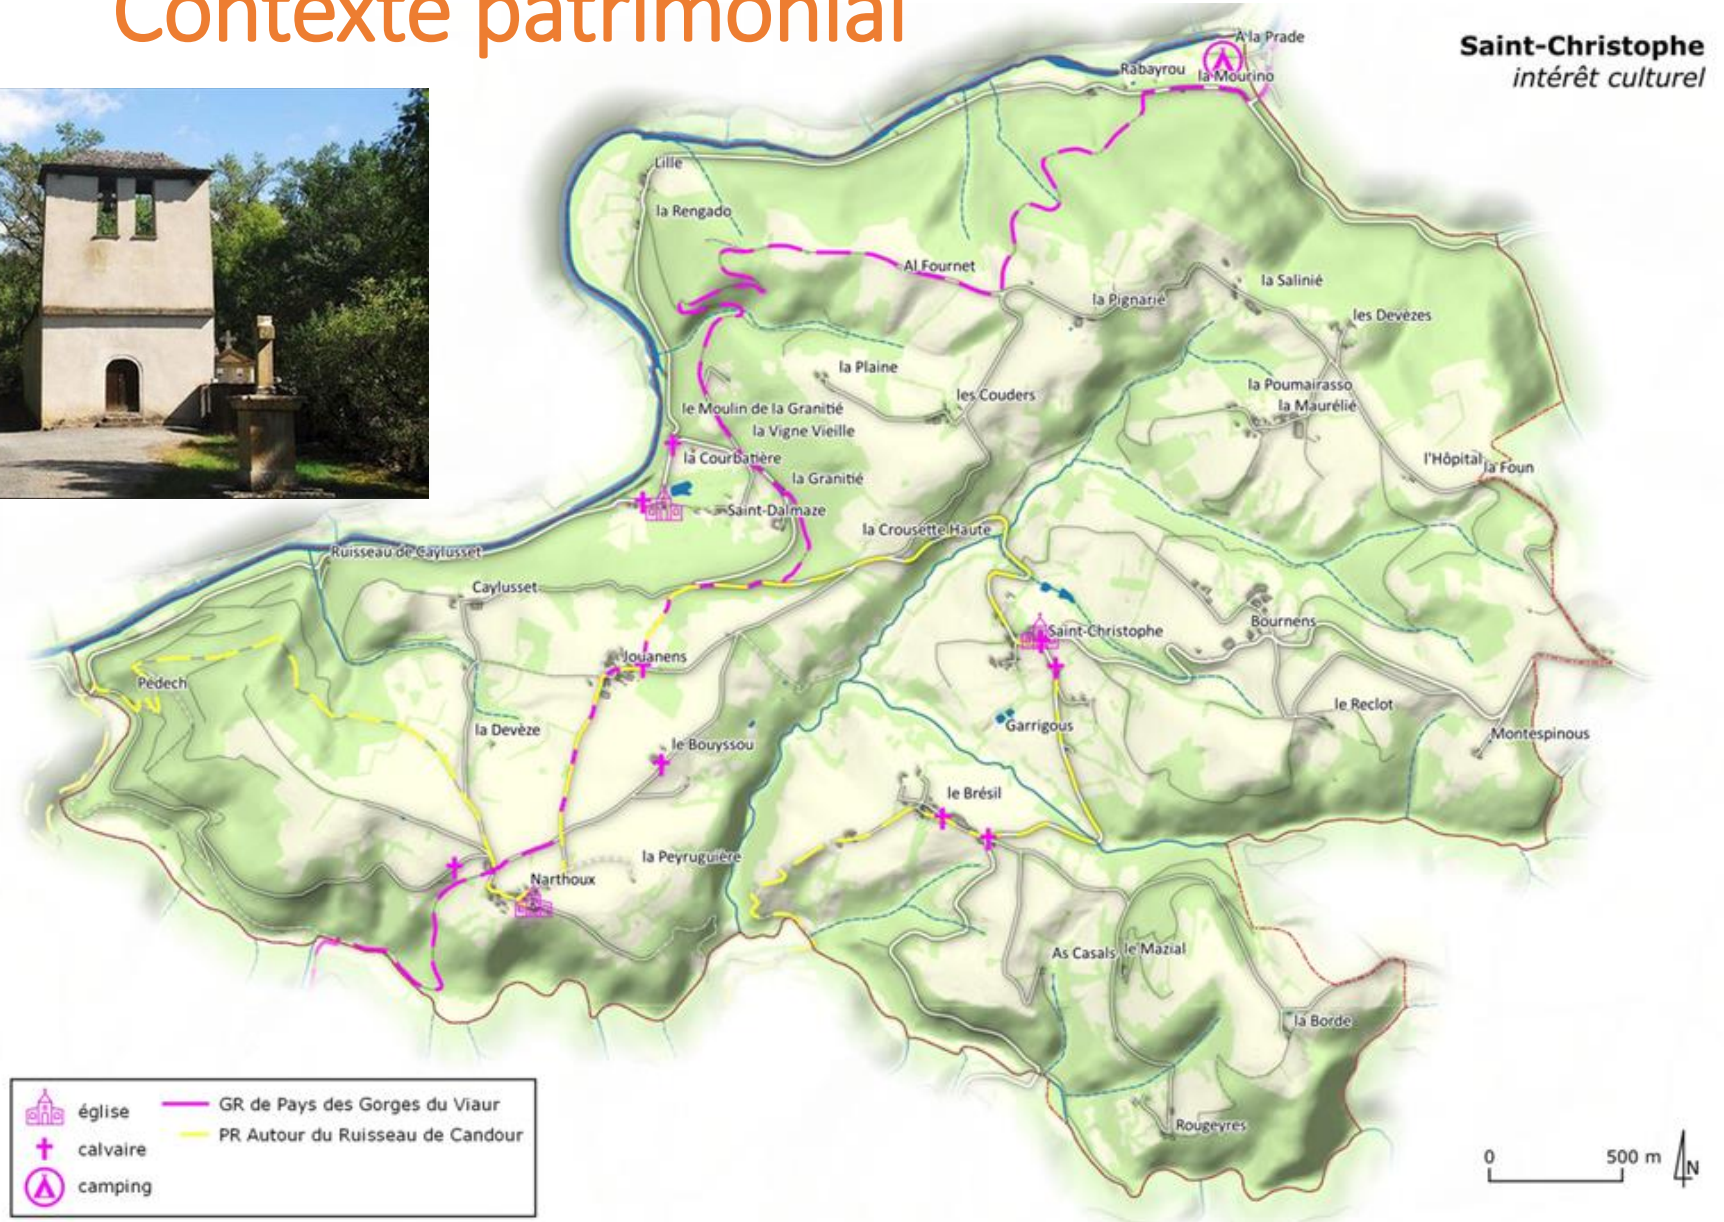 Contexte patrimonial
Saint-Christophe
intérêt culturel
A la Prade
Rabayrou
la Mourino
Lille
la Rengado
Al Fournet
la Salinié
la Pignarié
les Devèzes
la Plaine
les Couders
la Poumairasso
la Maurélié
le Moulin de la Granitié
la Vigne Vieille
la Courbatière
l'Hôpital
la Foun
la Granitié
Saint-Dalmaze
la Crousette Haute
Ruisseau de Caylusset
Caylusset
Bournens
Saint-Christophe
Jouanens
Pédech
le Reclot
la Devèze
Garrigous
Montespinous
le Bouyssou
le Brésil
la Peyruguière
Narthoux
As Casals
le Mazial
la Borde
Rougeyres
église
GR de Pays des Gorges du Viaur
PR Autour du Ruisseau de Candour
calvaire
camping
0 500 m
N